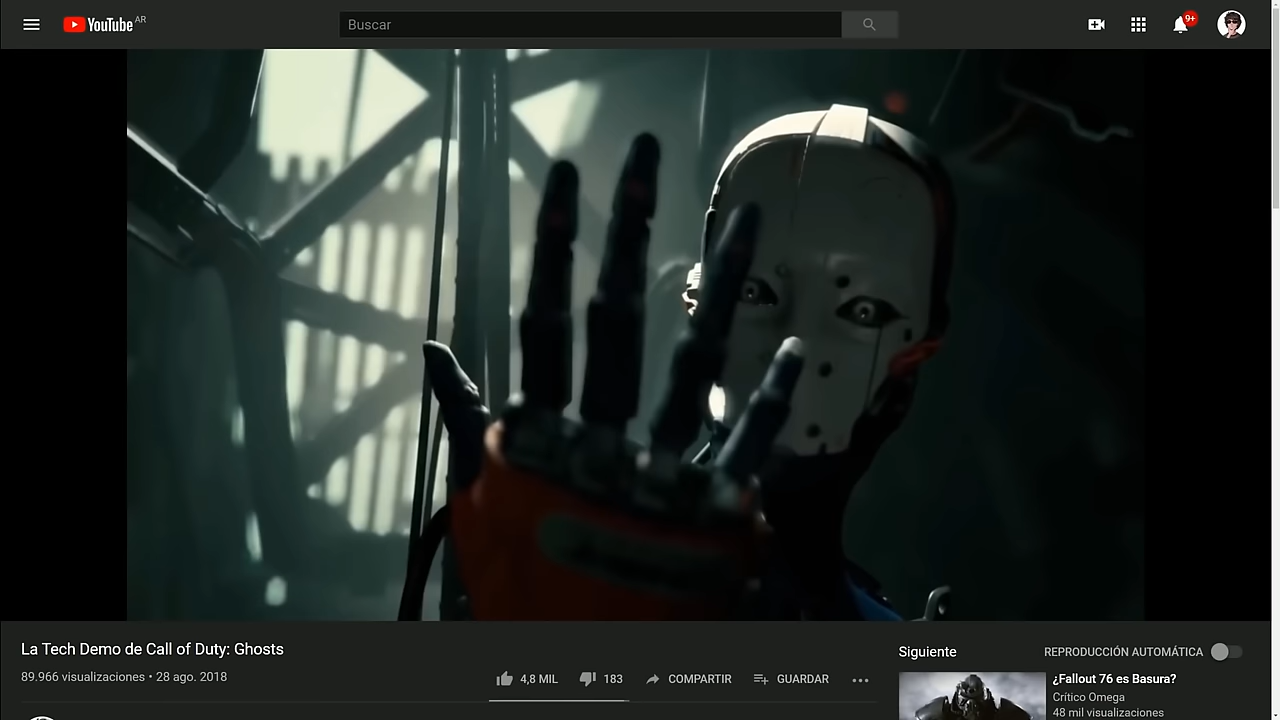 YouTube AR
Buscar
9+
La Tech Demo de Call of Duty: Ghosts
89.966 visualizaciones • 28 ago. 2018
4,8 MIL
183
COMPARTIR
GUARDAR
Siguiente
REPRODUCCIÓN AUTOMÁTICA
¿Fallout 76 es Basura?
Crítico Omega
48 mil visualizaciones